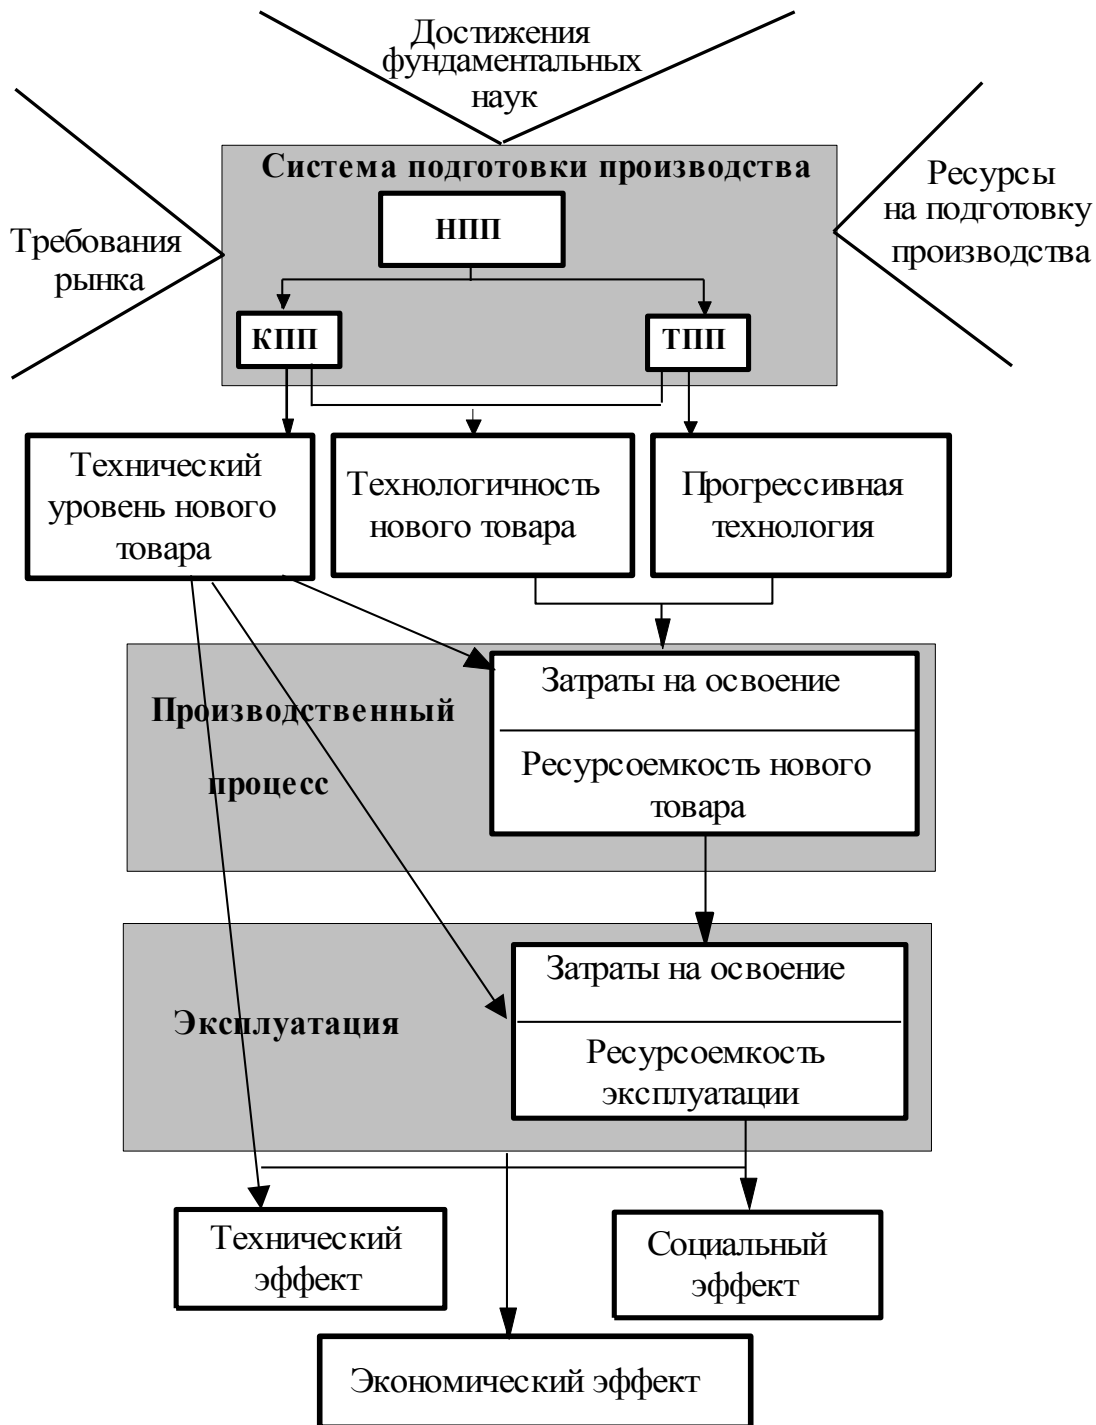 Достижения
фундаментальных
наук
Система подготовки производства
Ресурсы
на подготовку
производства
Требования
рынка
НПП
КПП
ТПП
Технический
уровень нового
товара
Технологичность
нового товара
Прогрессивная
технология
Производственный
процесс
Затраты на освоение
Ресурсоемкость нового
товара
Эксплуатация
Затраты на освоение
Ресурсоемкость
эксплуатации
Технический
эффект
Социальный
эффект
Экономический эффект